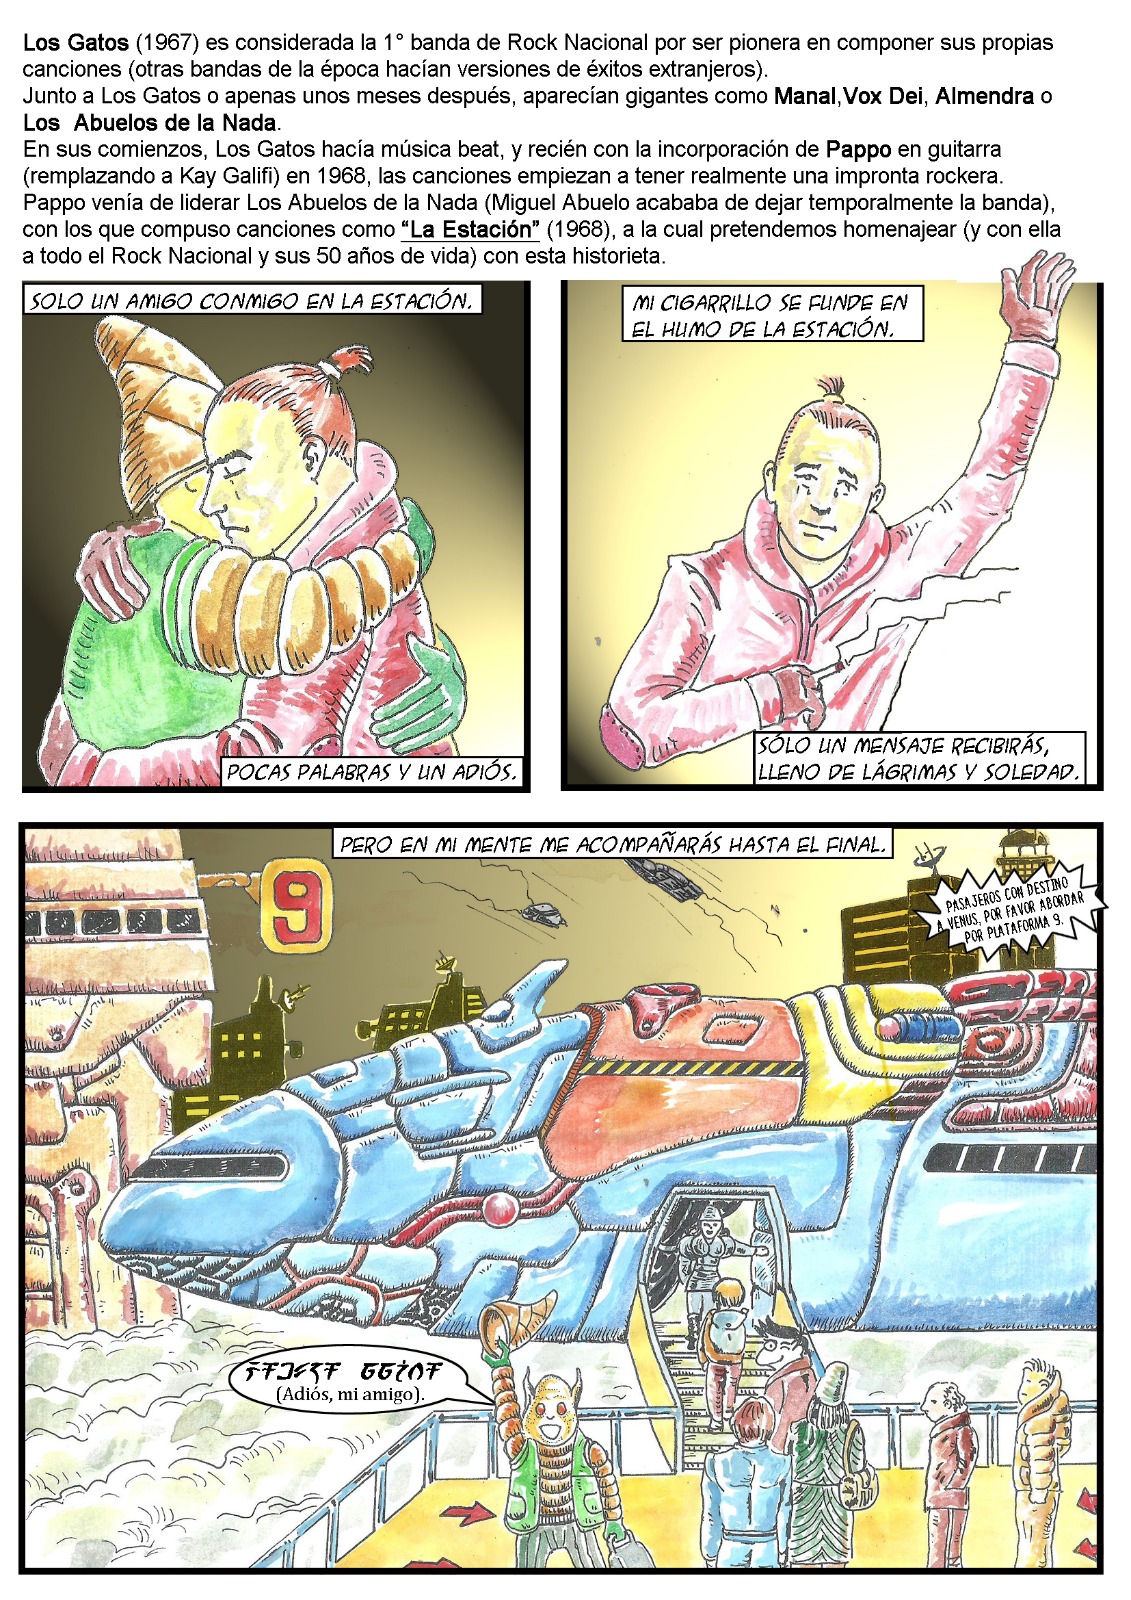 Los Gatos (1967) es considerada la 1° banda de Rock Nacional por ser pionera en componer sus propias
canciones (otras bandas de la época hacían versiones de éxitos extranjeros).
Junto a Los Gatos o apenas unos meses después, aparecían gigantes como Manal,Vox Dei, Almendra o
Los Abuelos de la Nada.
En sus comienzos, Los Gatos hacía música beat, y recién con la incorporación de Pappo en guitarra
(remplazando a Kay Galifi) en 1968, las canciones empiezan a tener realmente una impronta rockera.
Pappo venía de liderar Los Abuelos de la Nada (Miguel Abuelo acababa de dejar temporalmente la banda),
con los que compuso canciones como “La Estación” (1968), a la cual pretendemos homenajear (y con ella
a todo el Rock Nacional y sus 50 años de vida) con esta historieta.
SOLO UN AMIGO CONMIGO EN LA ESTACIÓN.
POCAS PALABRAS Y UN ADIÓS.
MI CIGARRILLO SE FUNDE EN
EL HUMO DE LA ESTACIÓN.
SÓLO UN MENSAJE RECIBIRÁS,
LLENO DE LÁGRIMAS Y SOLEDAD.
PERO EN MI MENTE ME ACOMPAÑARÁS HASTA EL FINAL.
9
PASAJEROS CON DESTINO
A VENUS, POR FAVOR ABORDAR
POR PLATAFORMA 9.
(Adiós, mi amigo).